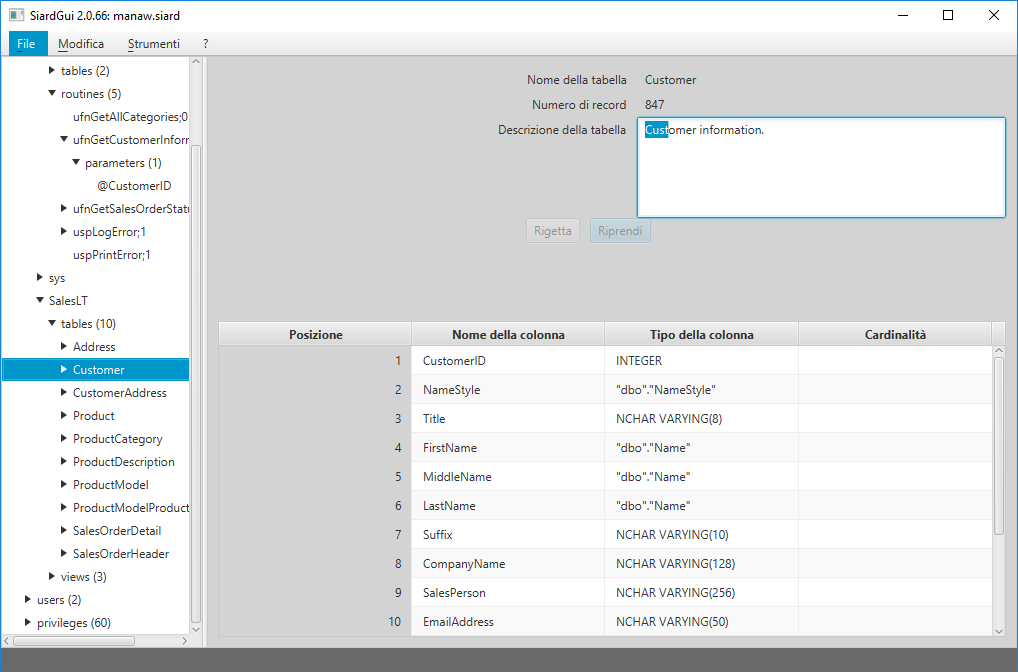 SiardGui 2.0.66: manaw.siard
File Modifica Strumenti ?
tables (2)
routines (5)
ufnGetAllCategories;0
ufnGetCustomerInforr
parameters (1)
@CustomerID
ufnGetSalesOrderStatu
uspLogError;1
uspPrintError;1
sys
SalesLT
tables (10)
Address
Customer
CustomerAddress
Product
ProductCategory
ProductDescription
ProductModel
ProductModelProduct
SalesOrderDetail
SalesOrderHeader
views (3)
users (2)
privileges (60)
Nome della tabella Customer
Numero di record 847
Descrizione della tabella Customer information.
Rigetta Riprendi
Posizione Nome della colonna Tipo della colonna Cardinalità
1 CustomerID INTEGER
2 NameStyle "dbo"."NameStyle"
3 Title NCHAR VARYING(8)
4 FirstName "dbo"."Name"
5 MiddleName "dbo"."Name"
6 LastName "dbo"."Name"
7 Suffix NCHAR VARYING(10)
8 CompanyName NCHAR VARYING(128)
9 SalesPerson NCHAR VARYING(256)
10 EmailAddress NCHAR VARYING(50)